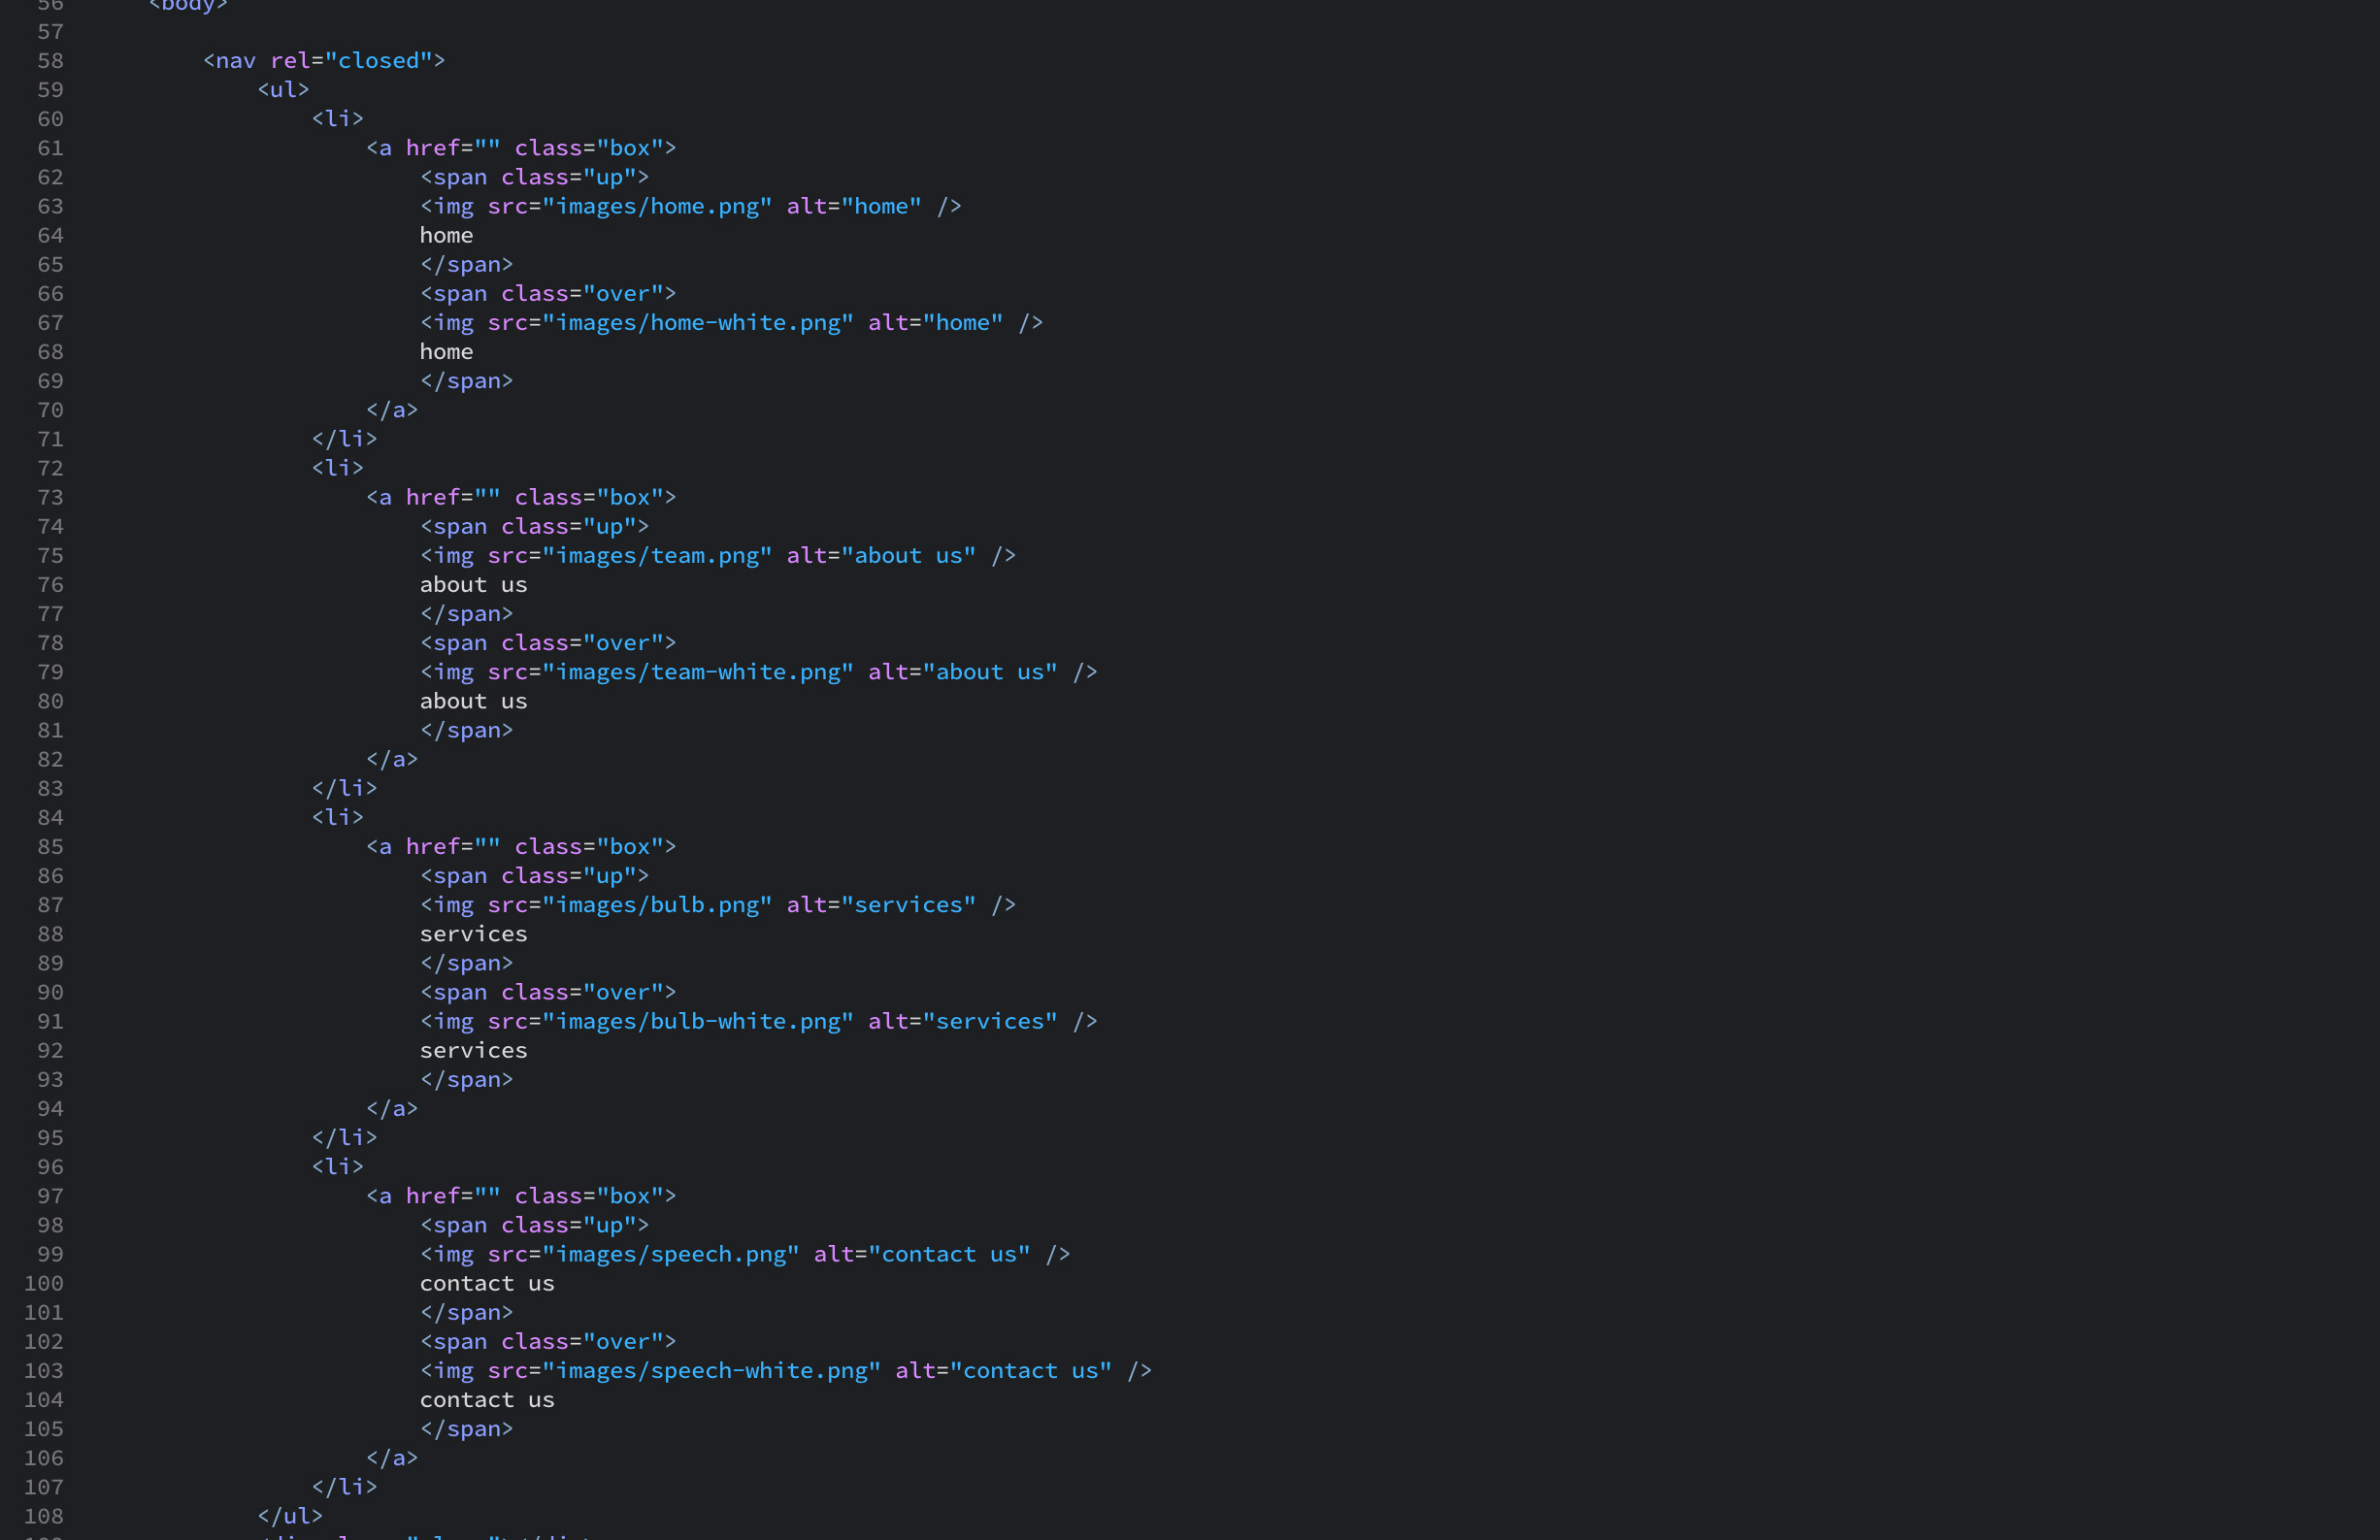 56 <body>
57
58 <nav rel="closed">
59 <ul>
60 <li>
61 <a href="" class="box">
62 <span class="up">
63 <img src="images/home.png" alt="home" />
64 home
65 </span>
66 <span class="over">
67 <img src="images/home-white.png" alt="home" />
68 home
69 </span>
70 </a>
71 </li>
72 <li>
73 <a href="" class="box">
74 <span class="up">
75 <img src="images/team.png" alt="about us" />
76 about us
77 </span>
78 <span class="over">
79 <img src="images/team-white.png" alt="about us" />
80 about us
81 </span>
82 </a>
83 </li>
84 <li>
85 <a href="" class="box">
86 <span class="up">
87 <img src="images/bulb.png" alt="services" />
88 services
89 </span>
90 <span class="over">
91 <img src="images/bulb-white.png" alt="services" />
92 services
93 </span>
94 </a>
95 </li>
96 <li>
97 <a href="" class="box">
98 <span class="up">
99 <img src="images/speech.png" alt="contact us" />
100 contact us
101 </span>
102 <span class="over">
103 <img src="images/speech-white.png" alt="contact us" />
104 contact us
105 </span>
106 </a>
107 </li>
108 </ul>